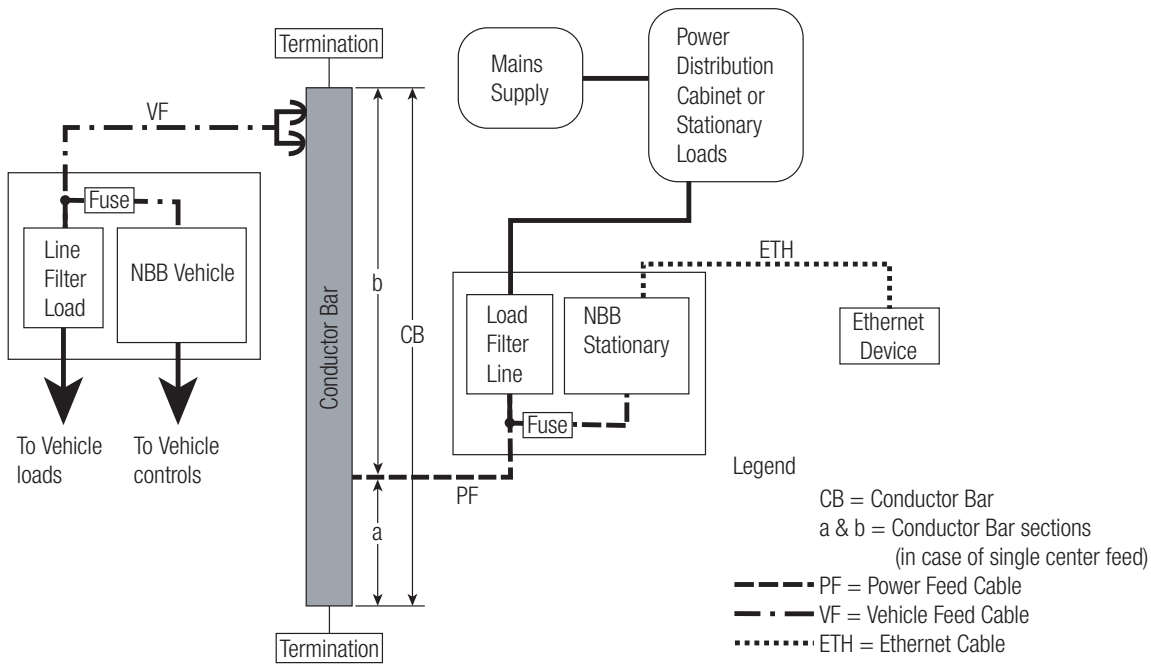 Termination
Mains
Supply
Power
Distribution
Cabinet or
Stationary
Loads
VF
Fuse
Line
Filter
Load
NBB Vehicle
To Vehicle
loads
To Vehicle
controls
Conductor Bar
b
CB
a
ETH
Load
Filter
Line
NBB
Stationary
Fuse
Ethernet
Device
PF
Termination
Legend
CB = Conductor Bar
a & b = Conductor Bar sections
(in case of single center feed)
PF = Power Feed Cable
VF = Vehicle Feed Cable
ETH = Ethernet Cable